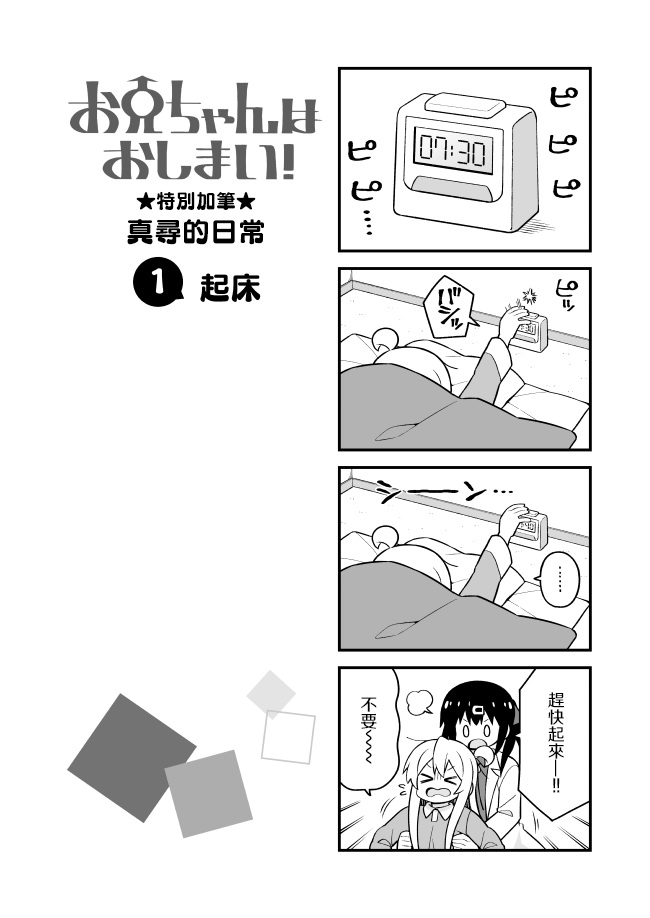 お兄ちゃんは
おしまい!
★特別加筆★
真尋的日常
1 起床
ピ
ピ
ピ
ピ
ピ……
07:30
ピッ
バシッ
シーン…
……
趕快起來—!!
不要~~~